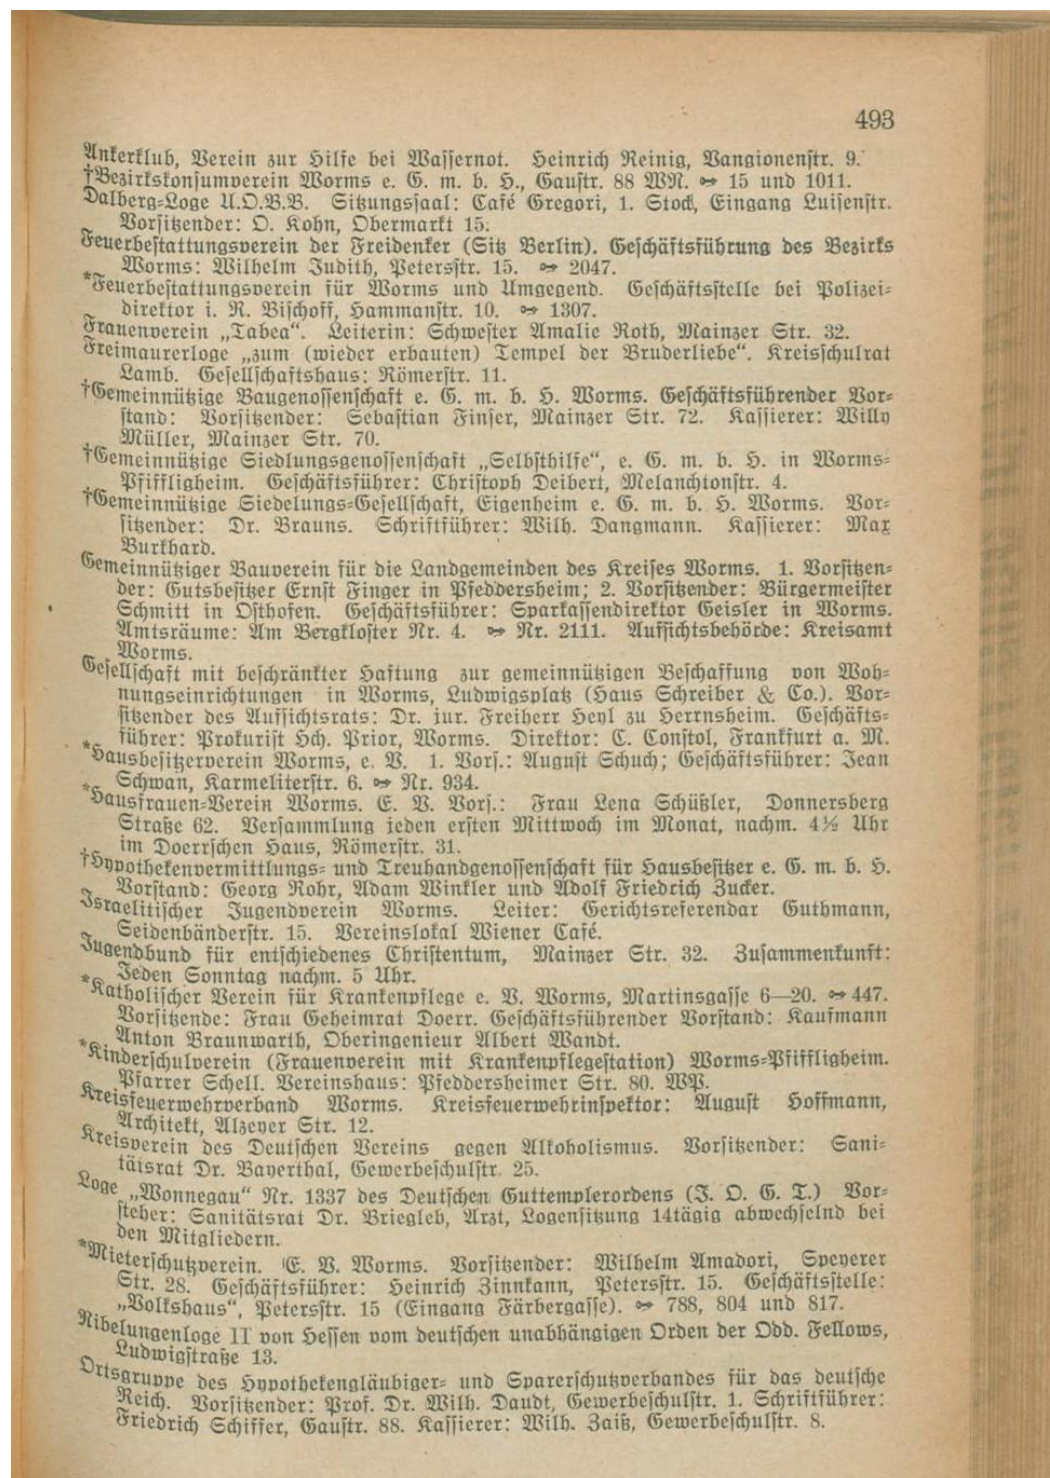 493
Ankerklub, Verein zur Hilfe bei Wassernot. Heinrich Reinig, Vangionenstr. 9.
†Bezirkskonsumverein Worms e. G. m. b. H., Gaustr. 88 WN. ⚮ 15 und 1011.
Dalberg-Loge U.O.B.B. Sitzungssaal: Café Gregori, 1. Stock, Eingang Luisenstr.
Vorsitzender: O. Kohn, Obermarkt 15.
Feuerbestattungsverein der Freidenker (Sitz Berlin). Geschäftsführung des Bezirks
Worms: Wilhelm Judith, Petersstr. 15. ⚮ 2047.
*Feuerbestattungsverein für Worms und Umgegend. Geschäftsstelle bei Polizei-
direktor i. R. Bischoff, Hammanstr. 10. ⚮ 1307.
Frauenverein „Tabea“. Leiterin: Schwester Amalie Roth, Mainzer Str. 32.
Freimaurerloge „zum (wieder erbauten) Tempel der Bruderliebe“. Kreisschulrat
Lamb. Gesellschaftshaus: Römerstr. 11.
†Gemeinnützige Baugenossenschaft e. G. m. b. H. Worms. Geschäftsführender Vor-
stand: Vorsitzender: Sebastian Finser, Mainzer Str. 72. Kassierer: Willy
Müller, Mainzer Str. 70.
†Gemeinnützige Siedlungsgenossenschaft „Selbsthilfe“, e. G. m. b. H. in Worms-
Pfiffligheim. Geschäftsführer: Christoph Deibert, Melanchtonstr. 4.
†Gemeinnützige Siedelungs-Gesellschaft, Eigenheim e. G. m. b. H. Worms. Vor-
sitzender: Dr. Brauns. Schriftführer: Wilh. Dangmann. Kassierer: Max
Burkhard.
Gemeinnütziger Bauverein für die Landgemeinden des Kreises Worms. 1. Vorsitzen-
der: Gutsbesitzer Ernst Finger in Pfeddersheim; 2. Vorsitzender: Bürgermeister
Schmitt in Osthofen. Geschäftsführer: Sparkassendirektor Geisler in Worms.
Amtsräume: Am Bergkloster Nr. 4. ⚮ Nr. 2111. Aufsichtsbehörde: Kreisamt
Worms.
Gesellschaft mit beschränkter Haftung zur gemeinnützigen Beschaffung von Woh-
nungseinrichtungen in Worms, Ludwigsplatz (Haus Schreiber & Co.). Vor-
sitzender des Aufsichtsrats: Dr. jur. Freiherr Heyl zu Herrnsheim. Geschäfts-
führer: Prokurist Hch. Prior, Worms. Direktor: C. Constol, Frankfurt a. M.
*Hausbesitzerverein Worms, e. V. 1. Vors.: August Schuch; Geschäftsführer: Jean
Schwan, Karmeliterstr. 6. ⚮ Nr. 934.
*Hausfrauen-Verein Worms. E. V. Vors.: Frau Lena Schüßler, Donnersberg
Straße 62. Versammlung jeden ersten Mittwoch im Monat, nachm. 4½ Uhr
im Doerrschen Haus, Römerstr. 31.
†Hypothekenvermittlungs- und Treuhandgenossenschaft für Hausbesitzer e. G. m. b. H.
Vorstand: Georg Rohr, Adam Winkler und Adolf Friedrich Zucker.
Israelitischer Jugendverein Worms. Leiter: Gerichtsreferendar Guthmann,
Seidenbänderstr. 15. Vereinslokal Wiener Café.
Jugendbund für entschiedenes Christentum, Mainzer Str. 32. Zusammenkunft:
Jeden Sonntag nachm. 5 Uhr.
*Katholischer Verein für Krankenpflege e. V. Worms, Martinsgasse 6—20. ⚮ 447.
Vorsitzende: Frau Geheimrat Doerr. Geschäftsführender Vorstand: Kaufmann
Anton Braunwarth, Oberingenieur Albert Wandt.
*Kinderschulverein (Frauenverein mit Krankenpflegestation) Worms-Pfiffligheim.
Pfarrer Schell. Vereinshaus: Pfeddersheimer Str. 80. WP.
Kreisfeuerwehrverband Worms. Kreisfeuerwehrinspektor: August Hoffmann,
Architekt, Alzeyer Str. 12.
Kreisverein des Deutschen Vereins gegen Alkoholismus. Vorsitzender: Sani-
tätsrat Dr. Bayerthal, Gewerbeschulstr. 25.
Loge „Wonnegau“ Nr. 1337 des Deutschen Guttemplerordens (J. O. G. T.) Vor-
steher: Sanitätsrat Dr. Briegleb, Arzt, Logensitzung 14tägig abwechselnd bei
den Mitgliedern.
*Mieterschutzverein. E. V. Worms. Vorsitzender: Wilhelm Amadori, Speyerer
Str. 28. Geschäftsführer: Heinrich Zinnkann, Petersstr. 15. Geschäftsstelle:
„Volkshaus“, Petersstr. 15 (Eingang Färbergasse). ⚮ 788, 804 und 817.
Nibelungenloge II von Hessen vom deutschen unabhängigen Orden der Odd. Fellows,
Ludwigstraße 13.
Ortsgruppe des Hypothekengläubiger- und Sparerschutzverbandes für das deutsche
Reich. Vorsitzender: Prof. Dr. Wilh. Daudt, Gewerbeschulstr. 1. Schriftführer:
Friedrich Schiffer, Gaustr. 88. Kassierer: Wilh. Zaiß, Gewerbeschulstr. 8.